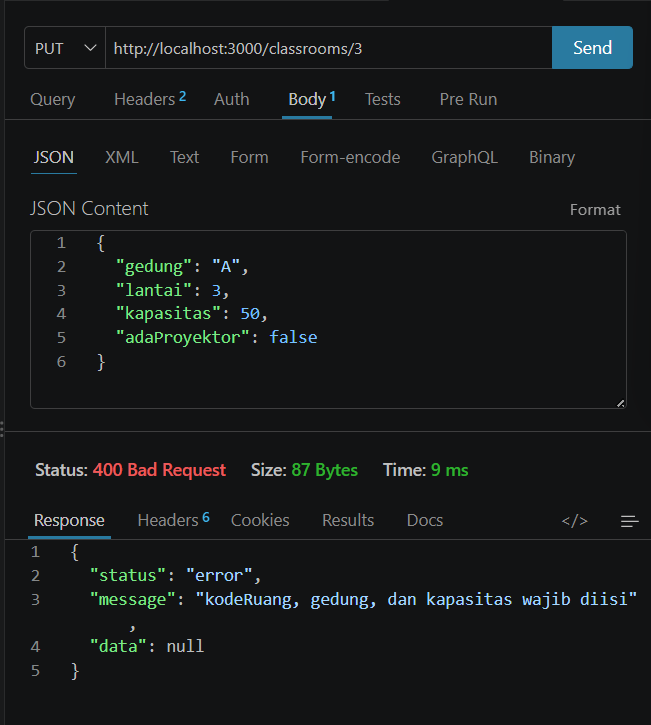 PUT http://localhost:3000/classrooms/3 Send
Query Headers 2 Auth Body 1 Tests Pre Run
JSON XML Text Form Form-encode GraphQL Binary
JSON Content Format
1 {
2 "gedung": "A",
3 "lantai": 3,
4 "kapasitas": 50,
5 "adaProyektor": false
6 }
Status: 400 Bad Request Size: 87 Bytes Time: 9 ms
Response Headers 6 Cookies Results Docs </>
1 {
2 "status": "error",
3 "message": "kodeRuang, gedung, dan kapasitas wajib diisi"
,
4 "data": null
5 }